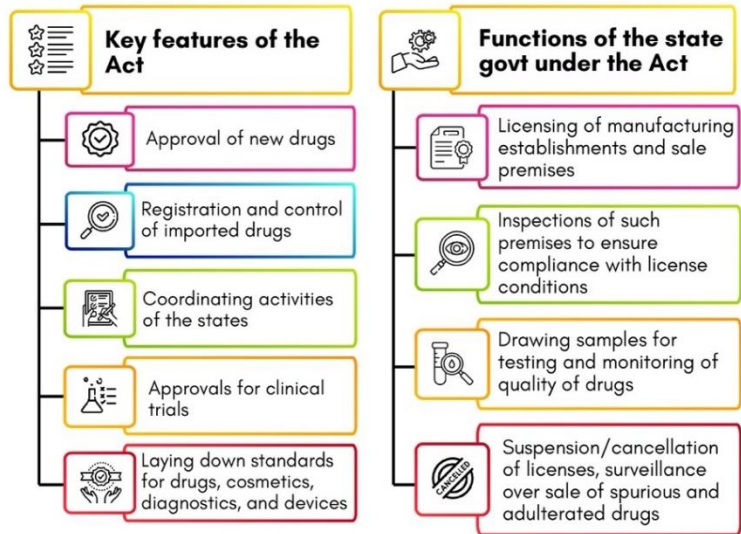 Key features of the
Act
Approval of new drugs
Registration and control
of imported drugs
Coordinating activities
of the states
Approvals for clinical
trials
Laying down standards
for drugs, cosmetics,
diagnostics, and devices
Functions of the state
govt under the Act
Licensing of manufacturing
establishments and sale
premises
Inspections of such
premises to ensure
compliance with license
conditions
Drawing samples for
testing and monitoring of
quality of drugs
CANCELLED
Suspension/cancellation
of licenses, surveillance
over sale of spurious and
adulterated drugs